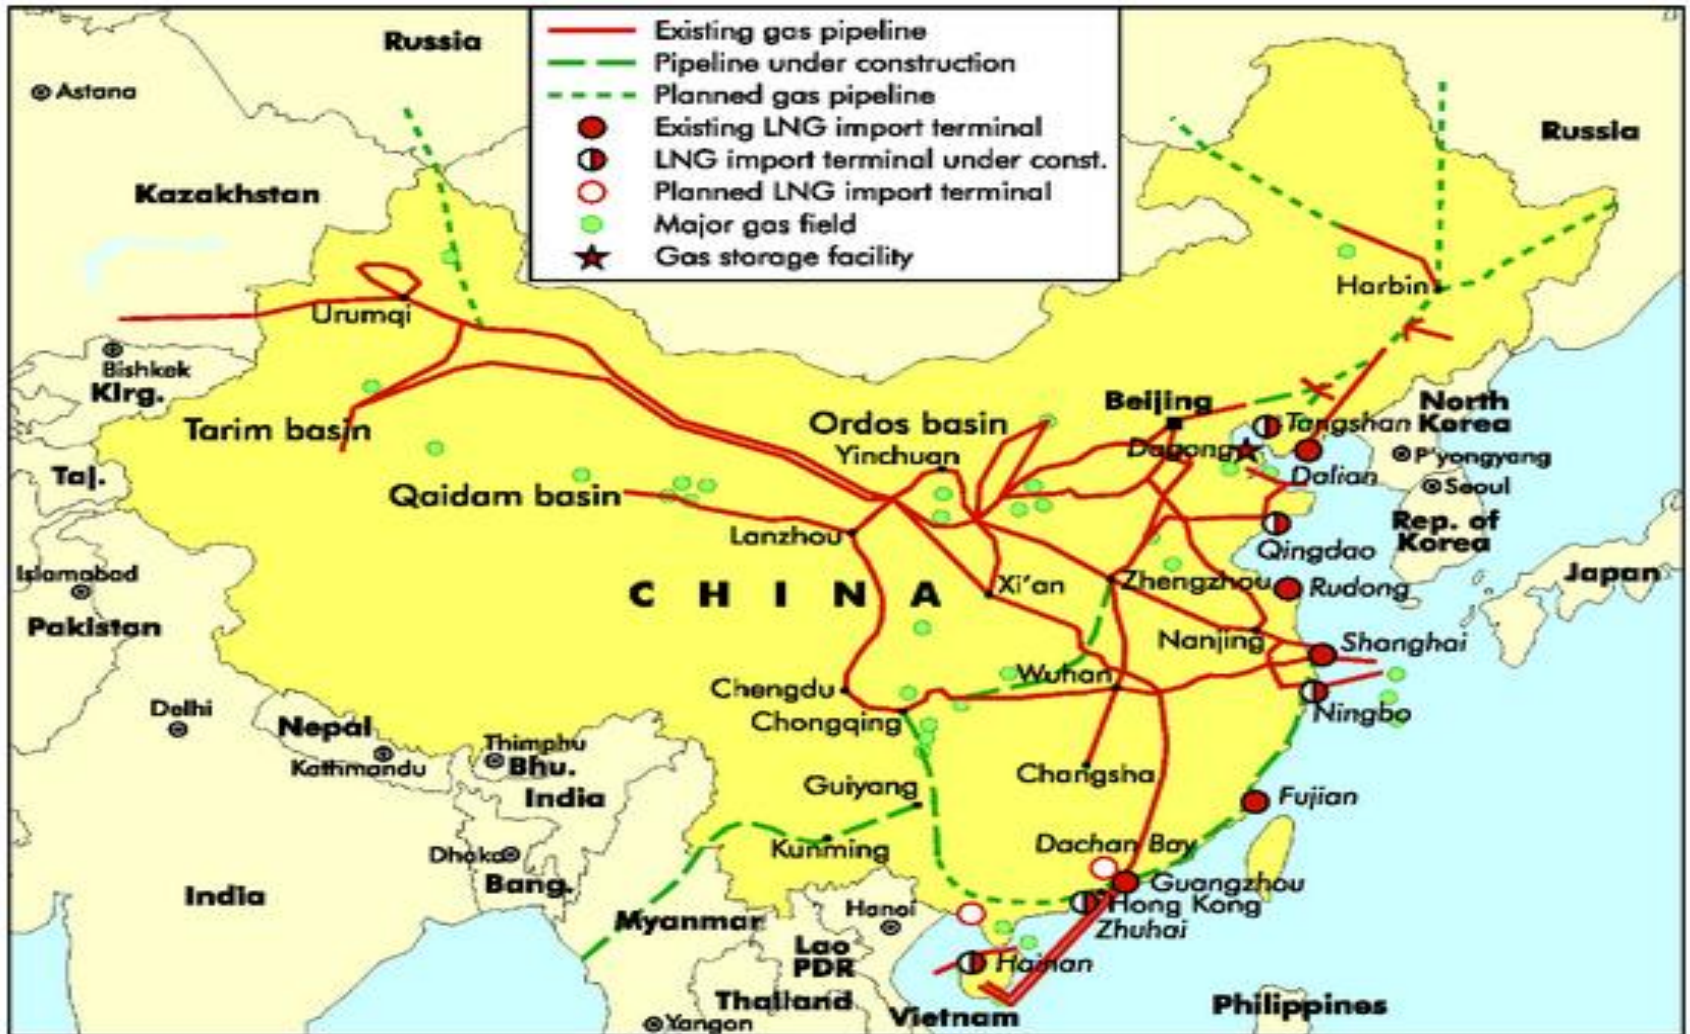 Russia
Astana
Kazakhstan
Existing gas pipeline
Pipeline under construction
Planned gas pipeline
Existing LNG import terminal
LNG import terminal under const.
Planned LNG import terminal
Major gas field
Gas storage facility
Russia
Harbin
Urumqi
Bishkek
Kirg.
Tarim basin
Taj.
Qaidam basin
Ordos basin
Yinchuan
Lanzhou
Beijing
Dagong
Tangshan
Dalian
North
Korea
P'yongyang
Seoul
Rep. of
Korea
Qingdao
Japan
Islamabad
Pakistan
CHINA
Xi'an
Zhengzhou
Rudong
Nanjing
Shanghai
Wuhan
Ningbo
Chengdu
Chongqing
Delhi
Nepal
Kathmandu
Thimphu
Bhu.
India
Guiyang
Changsha
Fujian
Kunming
Dachan Bay
Dhaka
Bang.
India
Guangzhou
Hong Kong
Zhuhai
Myanmar
Hanoi
Lao
PDR
Hainan
Thailand
Vietnam
Philippines
Yangon